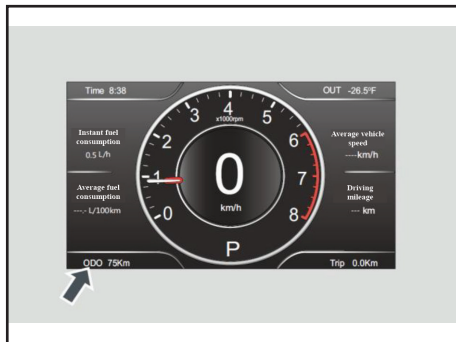 Time 8:38
OUT -26.5°F
4
x1000rpm
3
5
2
6
Instant fuel
consumption
0.5 L/h
Average vehicle
speed
----km/h
1
0
km/h
7
Average fuel
consumption
---.- L/100km
Driving
mileage
--- km
0
8
P
ODO 75Km
Trip 0.0Km